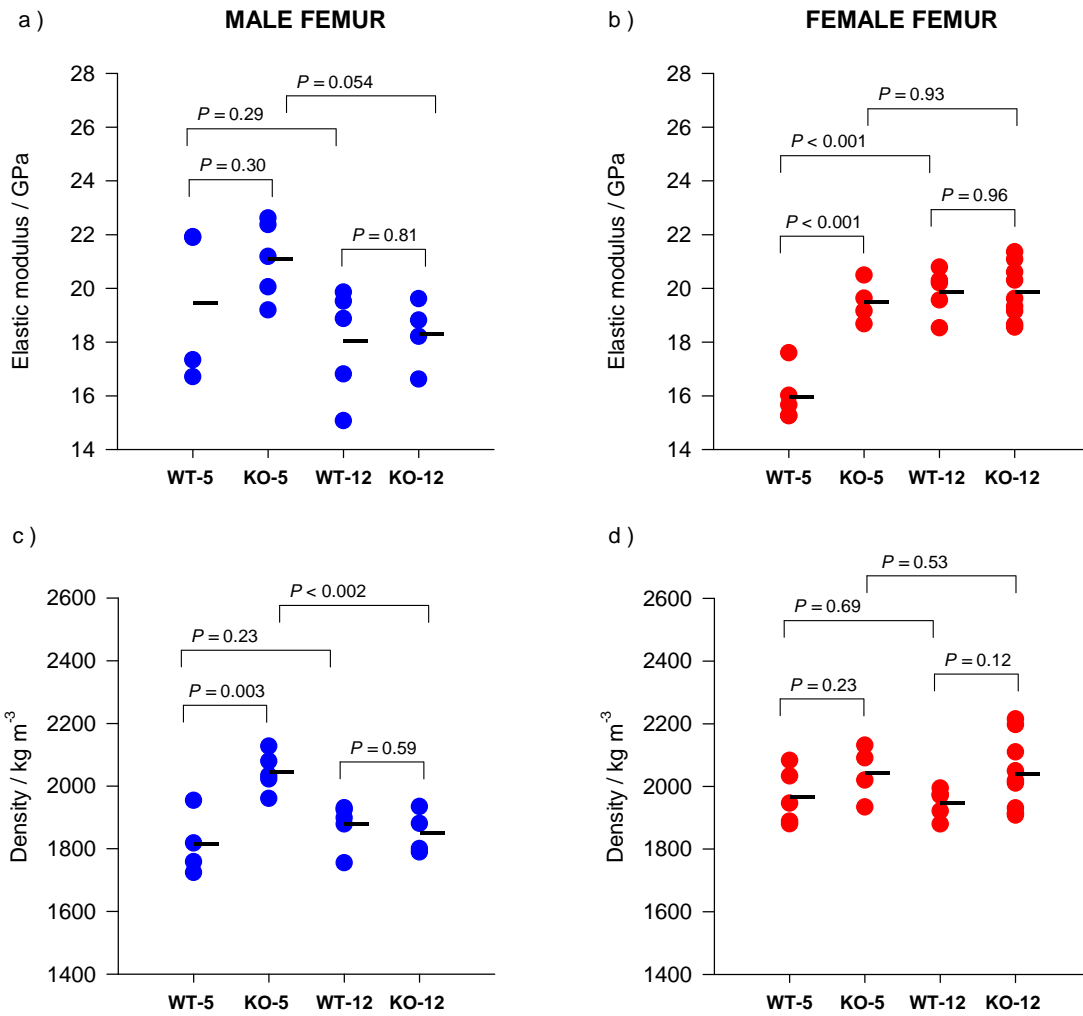 a )
MALE FEMUR
28
26
24
22
20
18
16
14
Elastic modulus / GPa
P = 0.054
P = 0.29
P = 0.30
P = 0.81
WT-5 KO-5 WT-12 KO-12
b )
FEMALE FEMUR
28
26
24
22
20
18
16
14
Elastic modulus / GPa
P = 0.93
P < 0.001
P = 0.96
P < 0.001
WT-5 KO-5 WT-12 KO-12
c )
2600
2400
2200
2000
1800
1600
1400
Density / kg m⁻³
P < 0.002
P = 0.23
P = 0.003
P = 0.59
WT-5 KO-5 WT-12 KO-12
d )
2600
2400
2200
2000
1800
1600
1400
Density / kg m⁻³
P = 0.53
P = 0.69
P = 0.12
P = 0.23
WT-5 KO-5 WT-12 KO-12